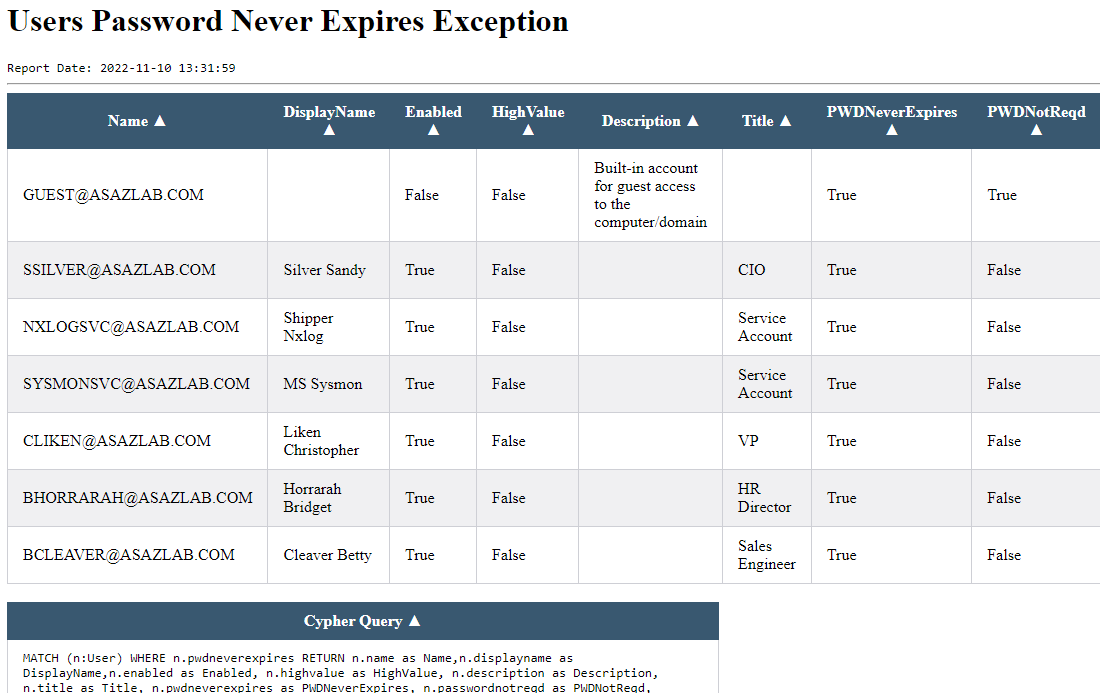 Users Password Never Expires Exception
Report Date: 2022-11-10 13:31:59
Name ▲ DisplayName ▲ Enabled ▲ HighValue ▲ Description ▲ Title ▲ PWDNeverExpires ▲ PWDNotReqd ▲
GUEST@ASAZLAB.COM False False Built-in account for guest access to the computer/domain True True
SSILVER@ASAZLAB.COM Silver Sandy True False CIO True False
NXLOGSVC@ASAZLAB.COM Shipper Nxlog True False Service Account True False
SYSMONSVC@ASAZLAB.COM MS Sysmon True False Service Account True False
CLIKEN@ASAZLAB.COM Liken Christopher True False VP True False
BHORRARAH@ASAZLAB.COM Horrarah Bridget True False HR Director True False
BCLEAVER@ASAZLAB.COM Cleaver Betty True False Sales Engineer True False
Cypher Query ▲
MATCH (n:User) WHERE n.pwdneverexpires RETURN n.name as Name,n.displayname as
DisplayName,n.enabled as Enabled, n.highvalue as HighValue, n.description as Description,
n.title as Title, n.pwdneverexpires as PWDNeverExpires, n.passwordnotreqd as PWDNotReqd,